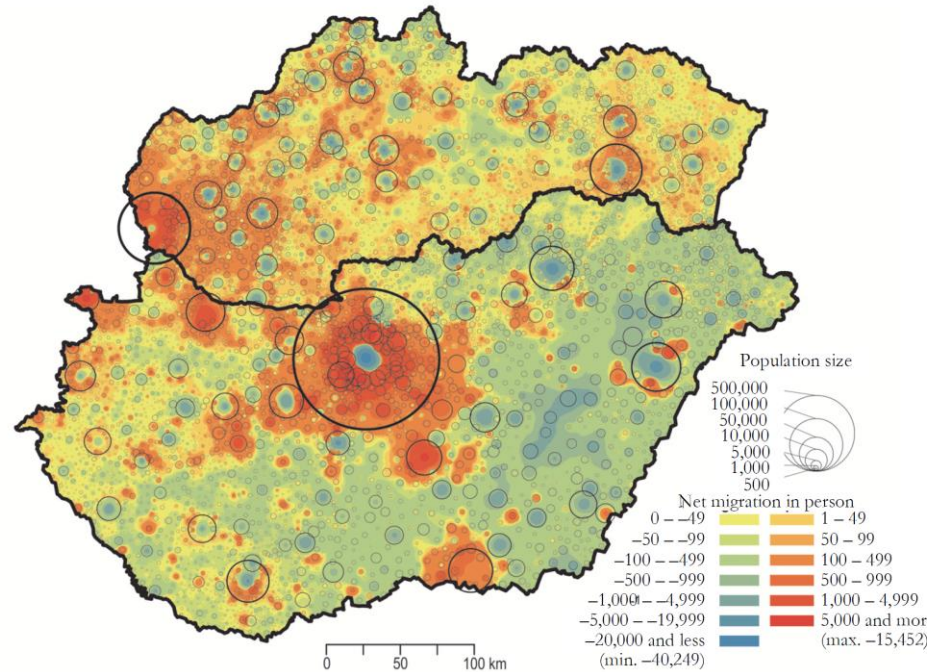 Population size
500,000
100,000
50,000
10,000
5,000
1,000
500
Net migration in person
0 – –49 1 – 49
–50 – –99 50 – 99
–100 – –499 100 – 499
–500 – –999 500 – 999
–1,000 – –4,999 1,000 – 4,999
–5,000 – –19,999 5,000 and mor
–20,000 and less (max. –15,452)
(min. –40,249)
0 50 100 km